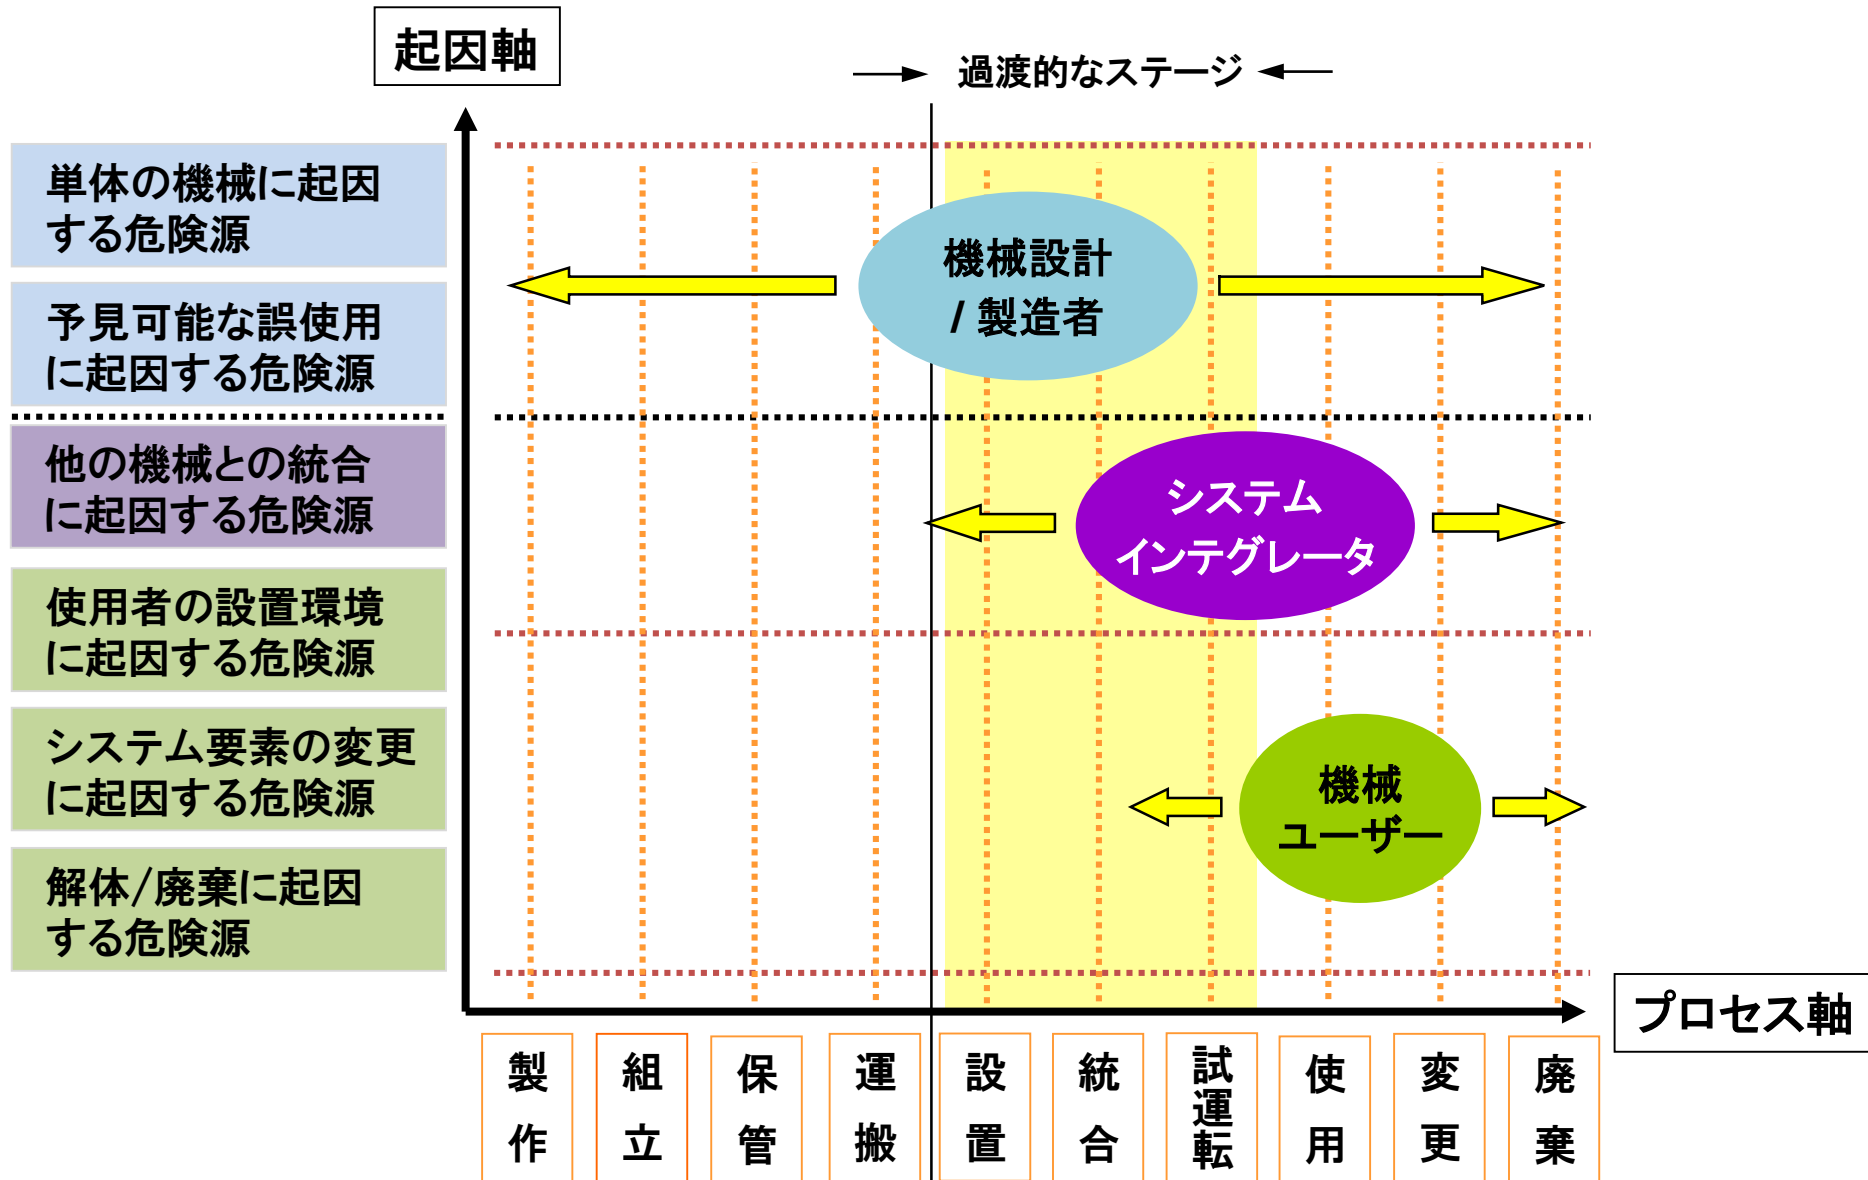 起因軸
過渡的なステージ
単体の機械に起因
する危険源
予見可能な誤使用
に起因する危険源
他の機械との統合
に起因する危険源
使用者の設置環境
に起因する危険源
システム要素の変更
に起因する危険源
解体/廃棄に起因
する危険源
機械設計
/ 製造者
システム
インテグレータ
機械
ユーザー
プロセス軸
製作
組立
保管
運搬
設置
統合
試運転
使用
変更
廃棄